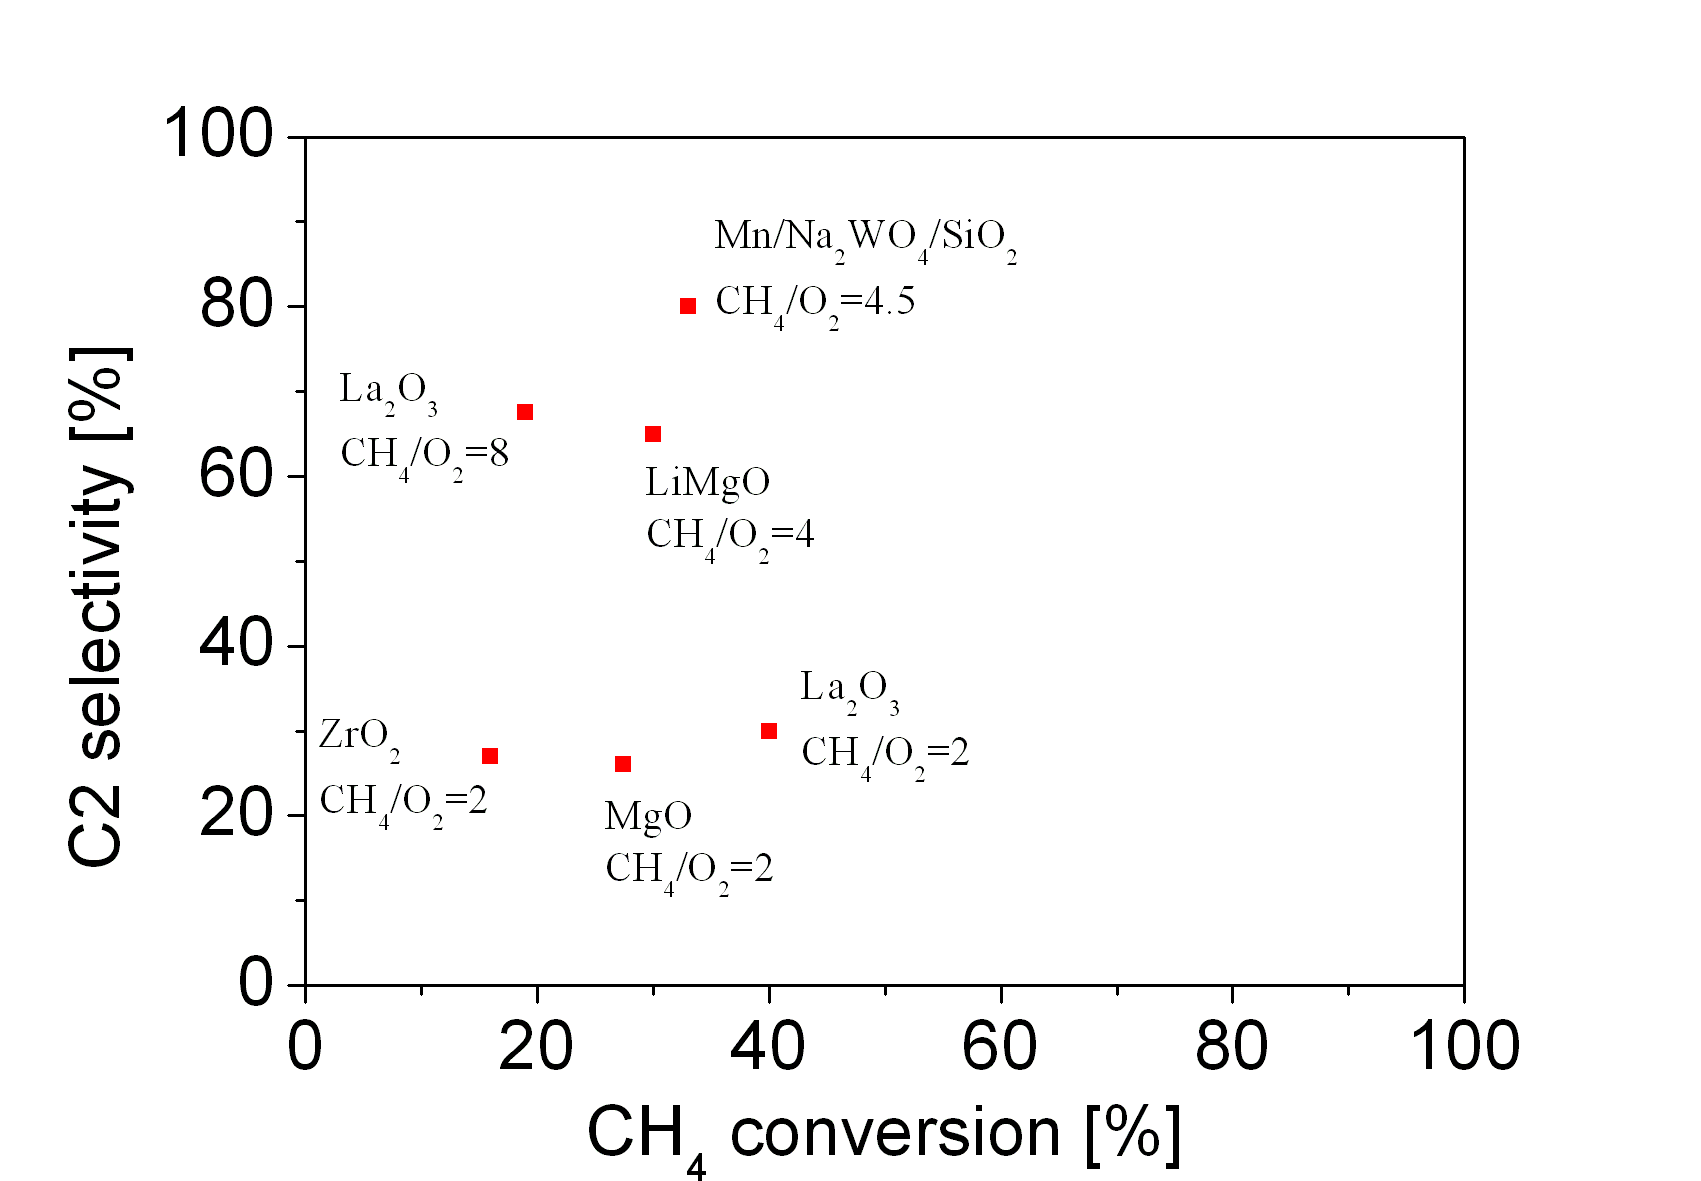 100
80
60
40
20
0
C2 selectivity [%]
Mn/Na₂WO₄/SiO₂
CH₄/O₂=4.5
La₂O₃
CH₄/O₂=8
LiMgO
CH₄/O₂=4
La₂O₃
CH₄/O₂=2
ZrO₂
CH₄/O₂=2
MgO
CH₄/O₂=2
0 20 40 60 80 100
CH₄ conversion [%]